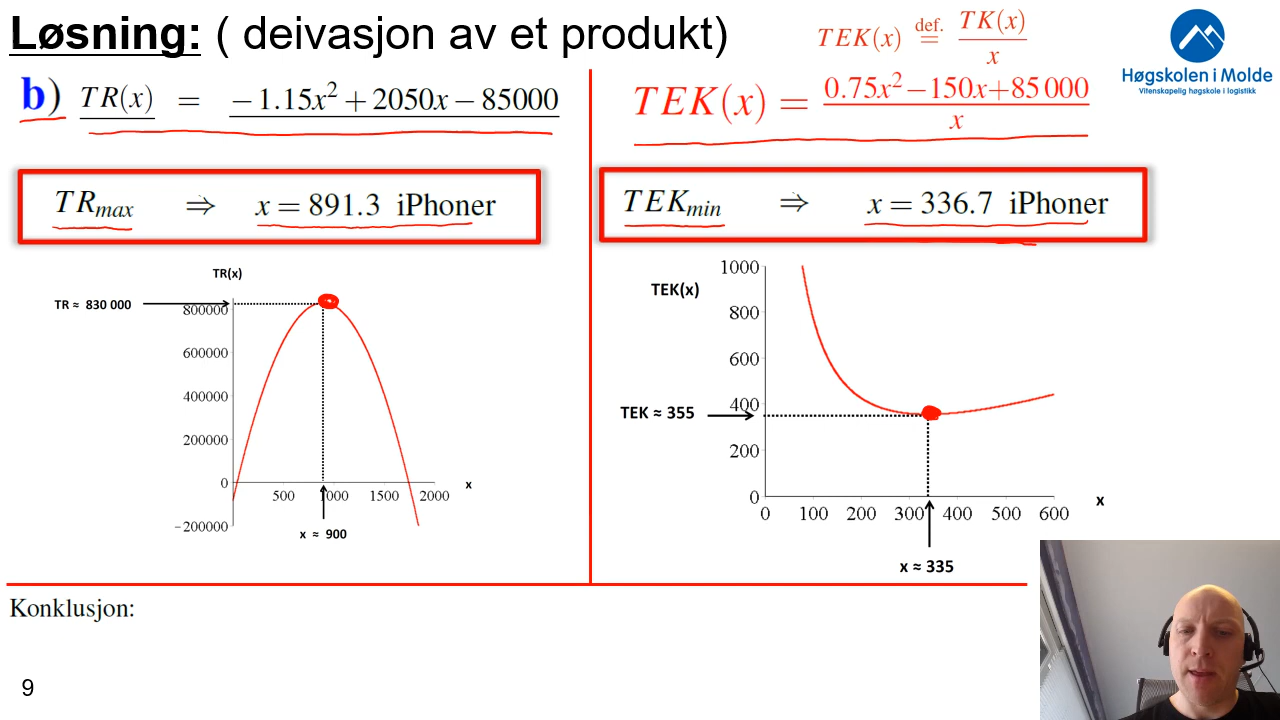 Løsning: ( deivasjon av et produkt)
TEK(x) def. = TK(x) / x
Høgskolen i Molde
Vitenskapelig høgskole i logistikk
b) TR(x) = −1.15x² + 2050x − 85000
TEK(x) = 0.75x² −150x+85 000 / x
TRmax ⇒ x = 891.3 iPhoner
TEKmin ⇒ x = 336.7 iPhoner
TR(x)
TR ≈ 830 000
800000
600000
400000
200000
0
−200000
500 1000 1500 2000
x
x ≈ 900
TEK(x)
1000
800
600
400
200
0
TEK ≈ 355
0 100 200 300 400 500 600
x
x ≈ 335
Konklusjon:
9